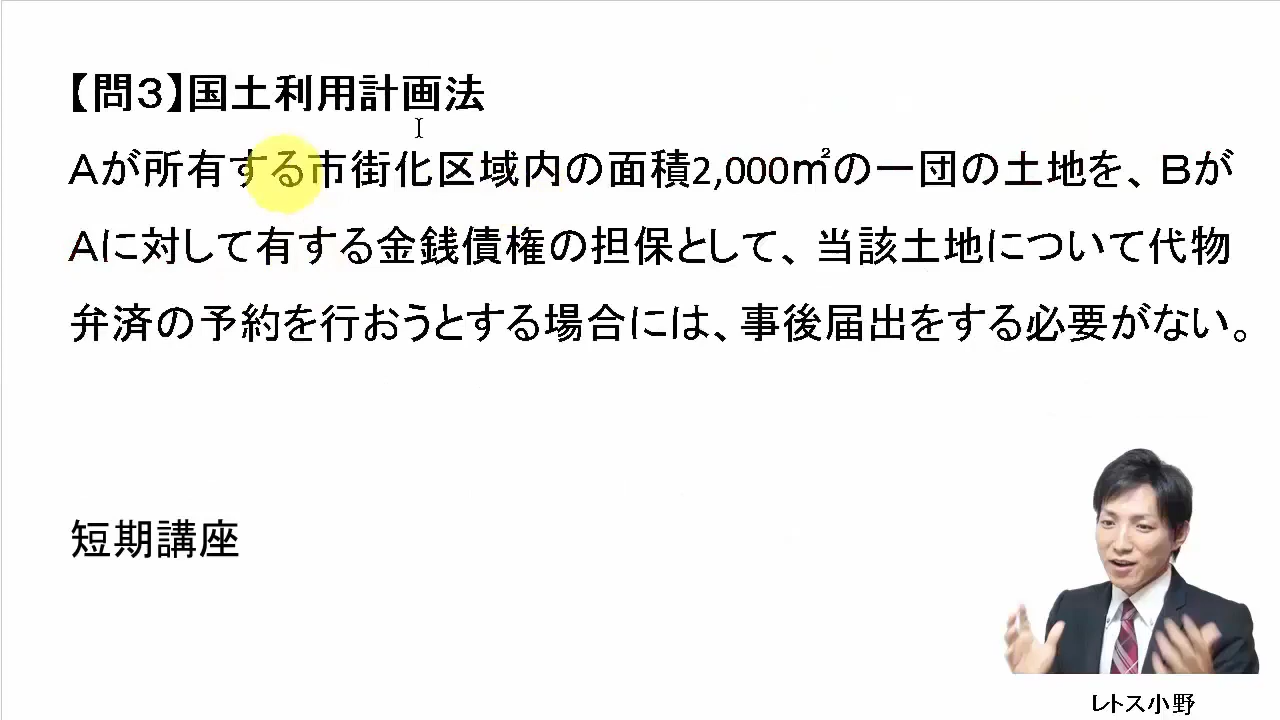 【問３】国土利用計画法
Ａが所有する市街化区域内の面積2,000㎡の一団の土地を、Ｂが
Ａに対して有する金銭債権の担保として、当該土地について代物
弁済の予約を行おうとする場合には、事後届出をする必要がない。
短期講座
レトス小野